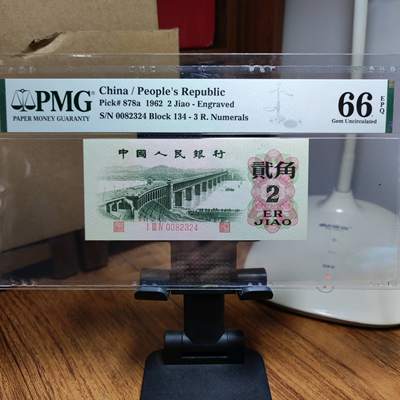 PMG
PAPER MONEY GUARANTY
China / People's Republic
Pick# 878a 1962 2 Jiao - Engraved
S/N 0082324 Block 134 - 3 R. Numerals
66 EPQ
Gem Uncirculated
中國人民銀行
貳角
2
ER
JIAO
I III IV 0082324